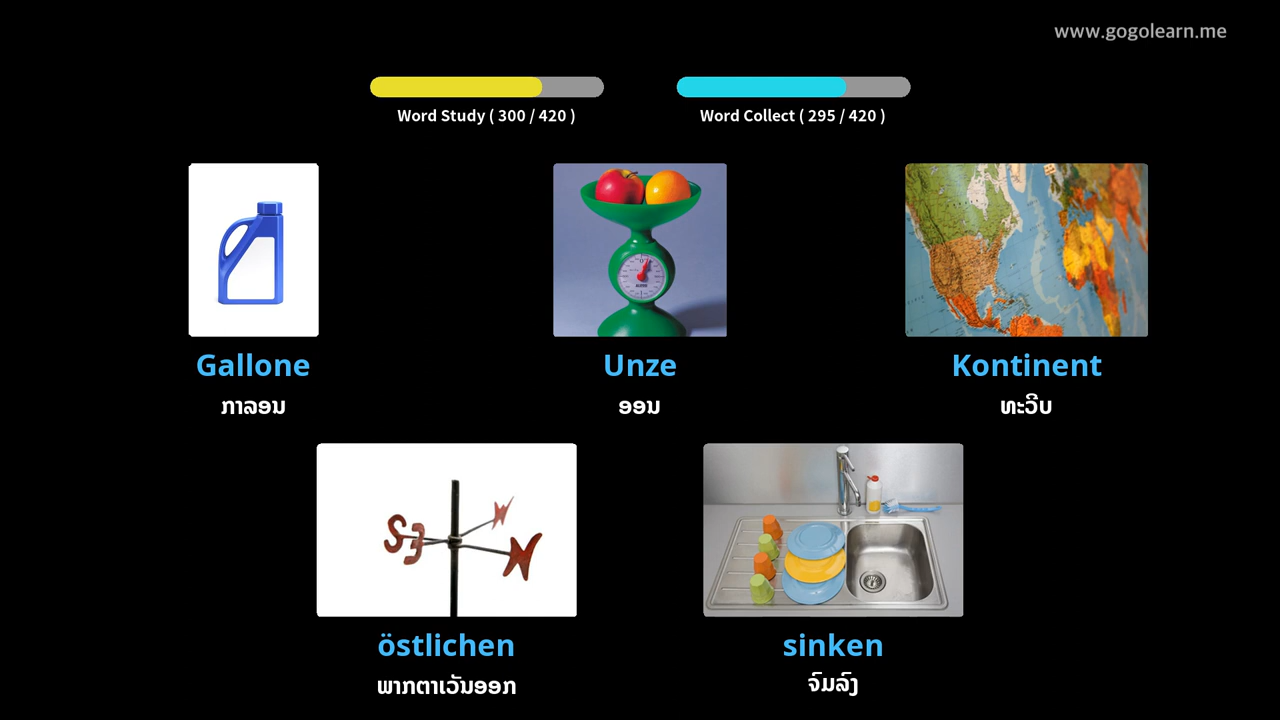 www.gogolearn.me
Word Study ( 300 / 420 )
Word Collect ( 295 / 420 )
Gallone
Unze
Kontinent
ກາລອນ
ອອນ
ທະວີບ
S E N N
östlichen
sinken
ພາກຕາເວັນອອກ
ຈົມລົງ